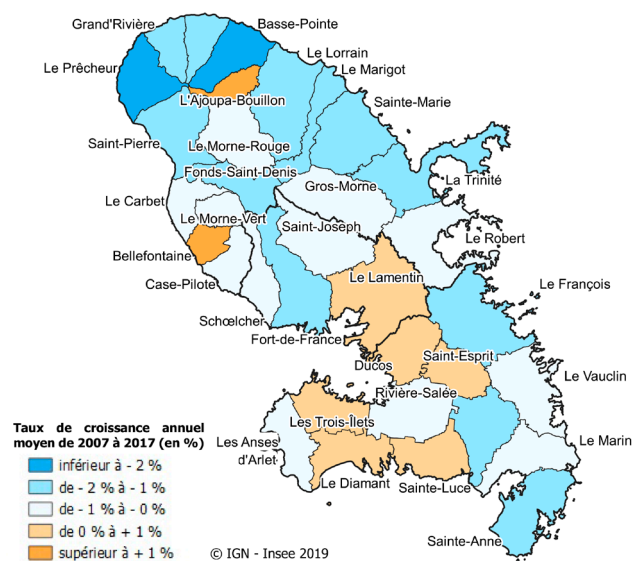 Grand'Rivière
Basse-Pointe
Le Lorrain
Le Prêcheur
Le Marigot
L'Ajoupa-Bouillon
Sainte-Marie
Saint-Pierre
Le Morne-Rouge
Fonds-Saint-Denis
La Trinité
Gros-Morne
Le Carbet
Le Morne-Vert
Saint-Joseph
Le Robert
Bellefontaine
Le Lamentin
Case-Pilote
Le François
Schœlcher
Fort-de-France
Saint-Esprit
Ducos
Le Vauclin
Rivière-Salée
Les Trois-Îlets
Le Marin
Les Anses
d'Arlet
Le Diamant
Sainte-Luce
Sainte-Anne
Taux de croissance annuel
moyen de 2007 à 2017 (en %)
inférieur à - 2 %
de - 2 % à - 1 %
de - 1 % à - 0 %
de 0 % à + 1 %
supérieur à + 1 %
© IGN - Insee 2019